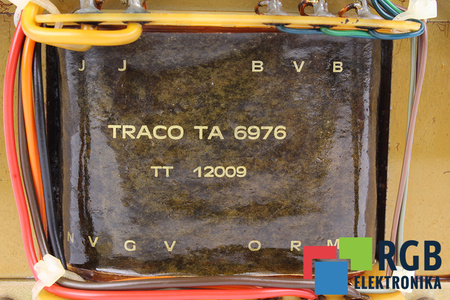 J J B V B
TRACO TA 6976
TT 12009
N V G V O R M
RGB
ELEKTRONIKA